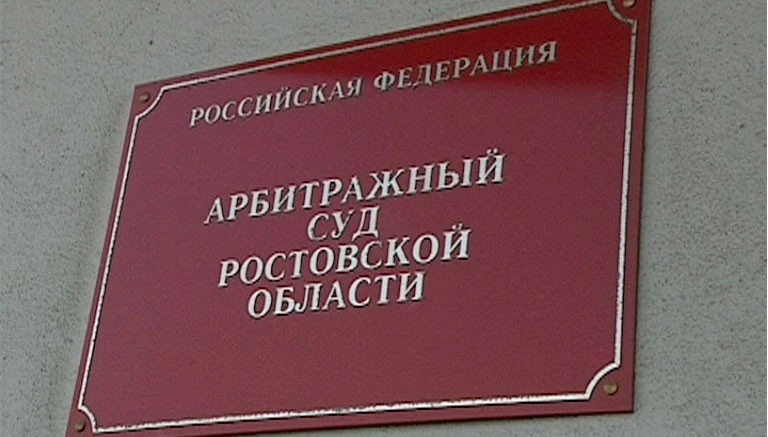 РОССИЙСКАЯ ФЕДЕРАЦИЯ
АРБИТРАЖНЫЙ
СУД
РОСТОВСКОЙ
ОБЛАСТИ